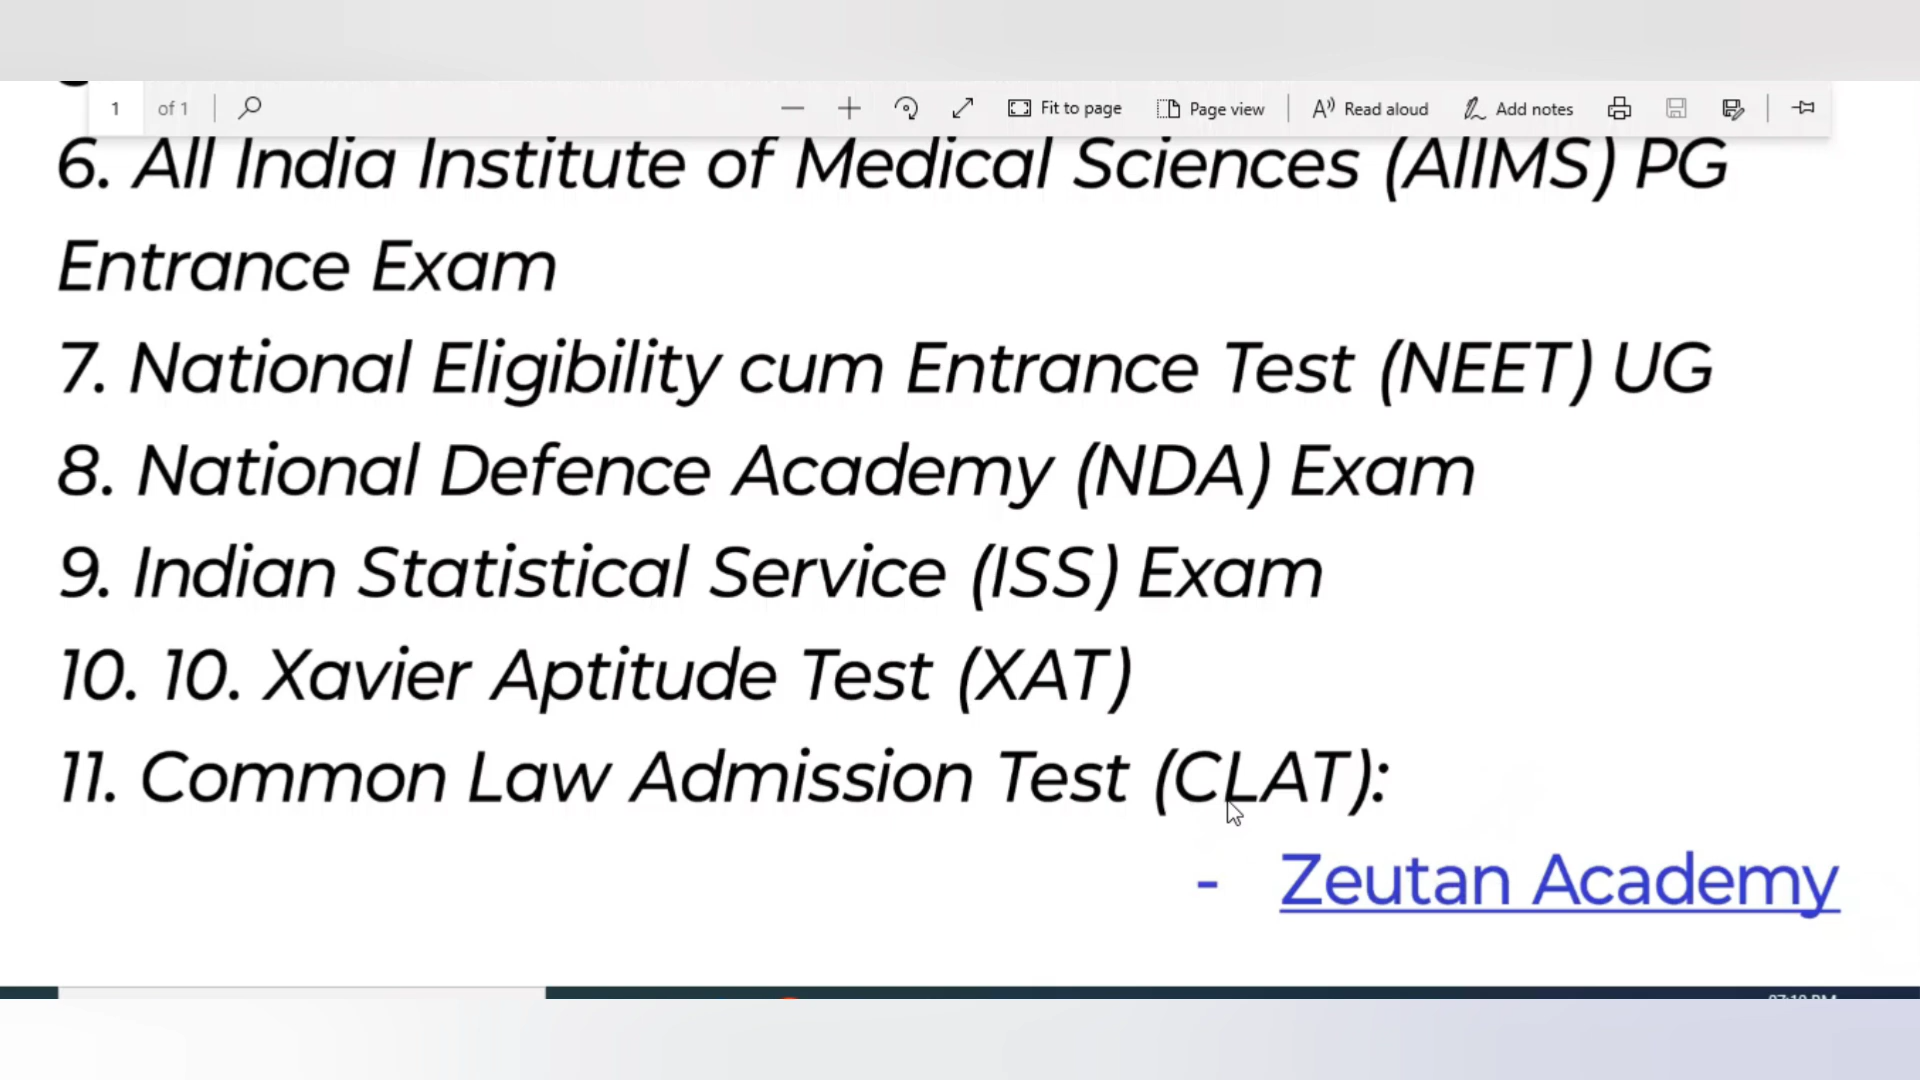 1 of 1 Fit to page Page view Read aloud Add notes
6. All India Institute of Medical Sciences (AIIMS) PG
Entrance Exam
7. National Eligibility cum Entrance Test (NEET) UG
8. National Defence Academy (NDA) Exam
9. Indian Statistical Service (ISS) Exam
10. 10. Xavier Aptitude Test (XAT)
11. Common Law Admission Test (CLAT):
- Zeutan Academy